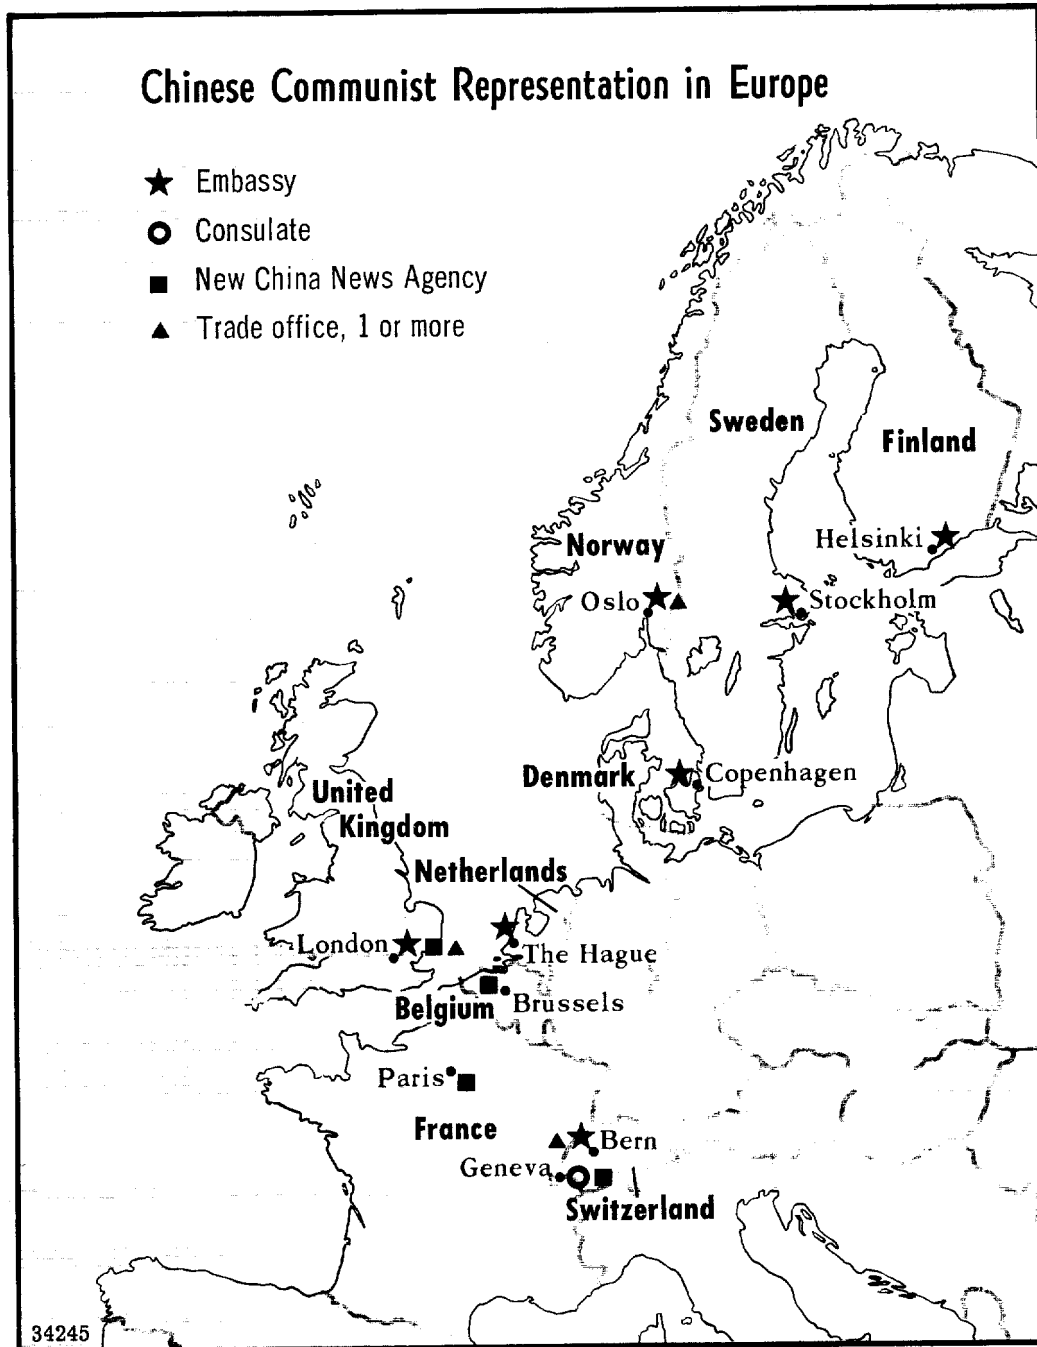 Chinese Communist Representation in Europe
Embassy
Consulate
New China News Agency
Trade office, 1 or more
Sweden
Finland
Helsinki
Norway
Oslo
Stockholm
Denmark
Copenhagen
United
Kingdom
Netherlands
London
The Hague
Belgium
Brussels
Paris
France
Bern
Geneva
Switzerland
34245